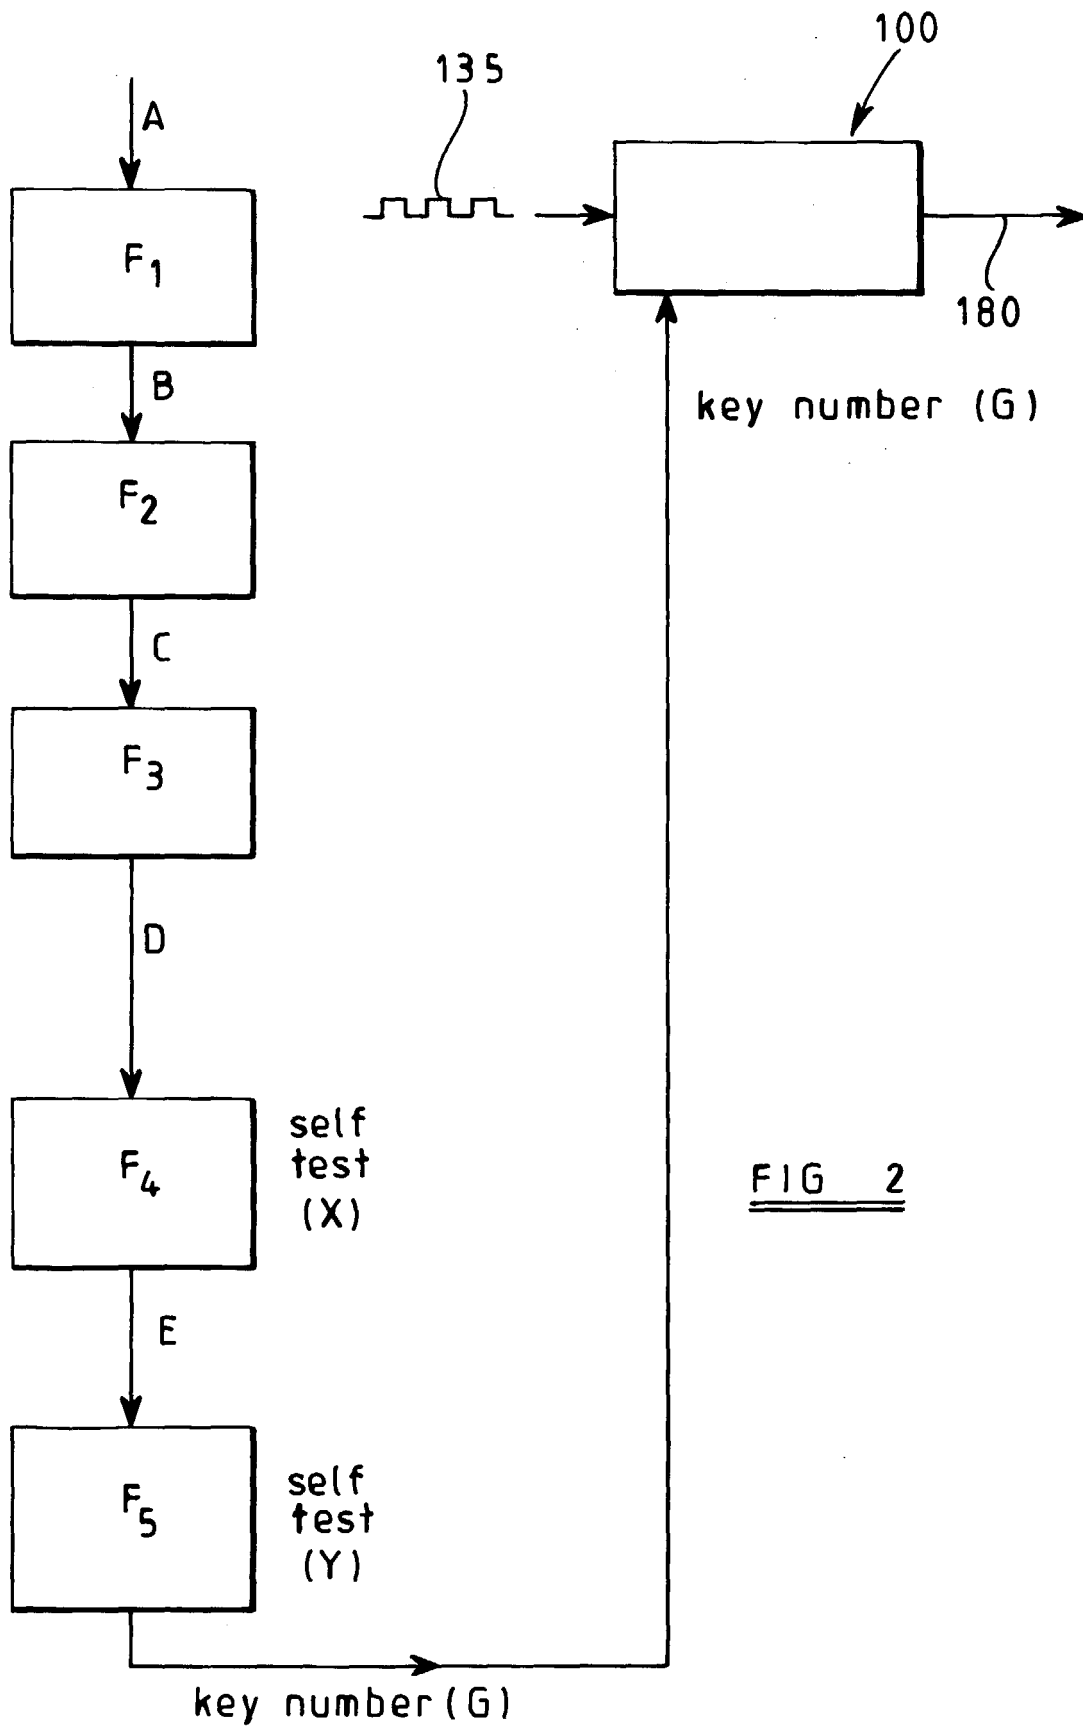 100
135
A
F1
180
B
key number (G)
F2
C
F3
D
self
test
(X)
F4
FIG 2
E
self
test
(Y)
F5
key number (G)